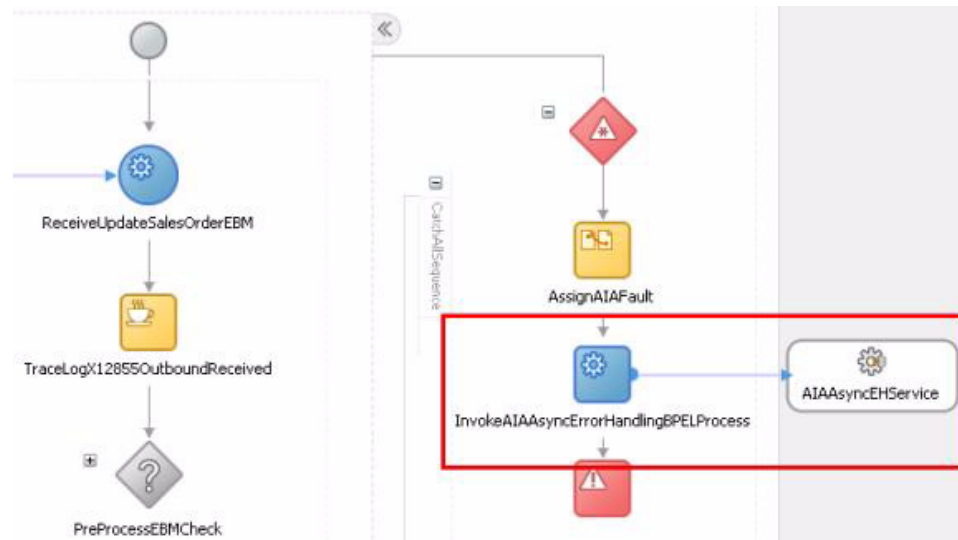 ReceiveUpdateSalesOrderEBM
TraceLogX12855OutboundReceived
PreProcessEBMCheck
CatchAllSequence
AssignAIAFault
InvokeAIAAsyncErrorHandlingBPELProcess
AIAAsyncEHService